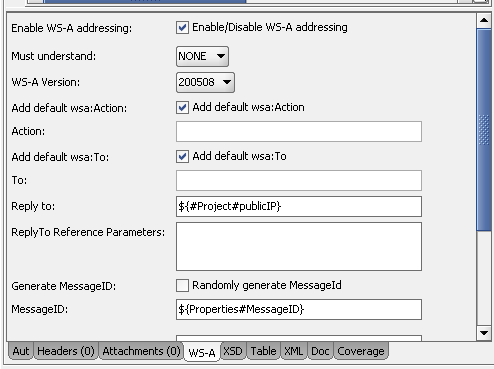 Enable WS-A addressing: Enable/Disable WS-A addressing
Must understand: NONE
WS-A Version: 200508
Add default wsa:Action: Add default wsa:Action
Action:
Add default wsa:To: Add default wsa:To
To:
Reply to: ${#Project#publicIP}
ReplyTo Reference Parameters:
Generate MessageID: Randomly generate MessageId
MessageID: ${Properties#MessageID}
Aut Headers (0) Attachments (0) WS-A XSD Table XML Doc Coverage